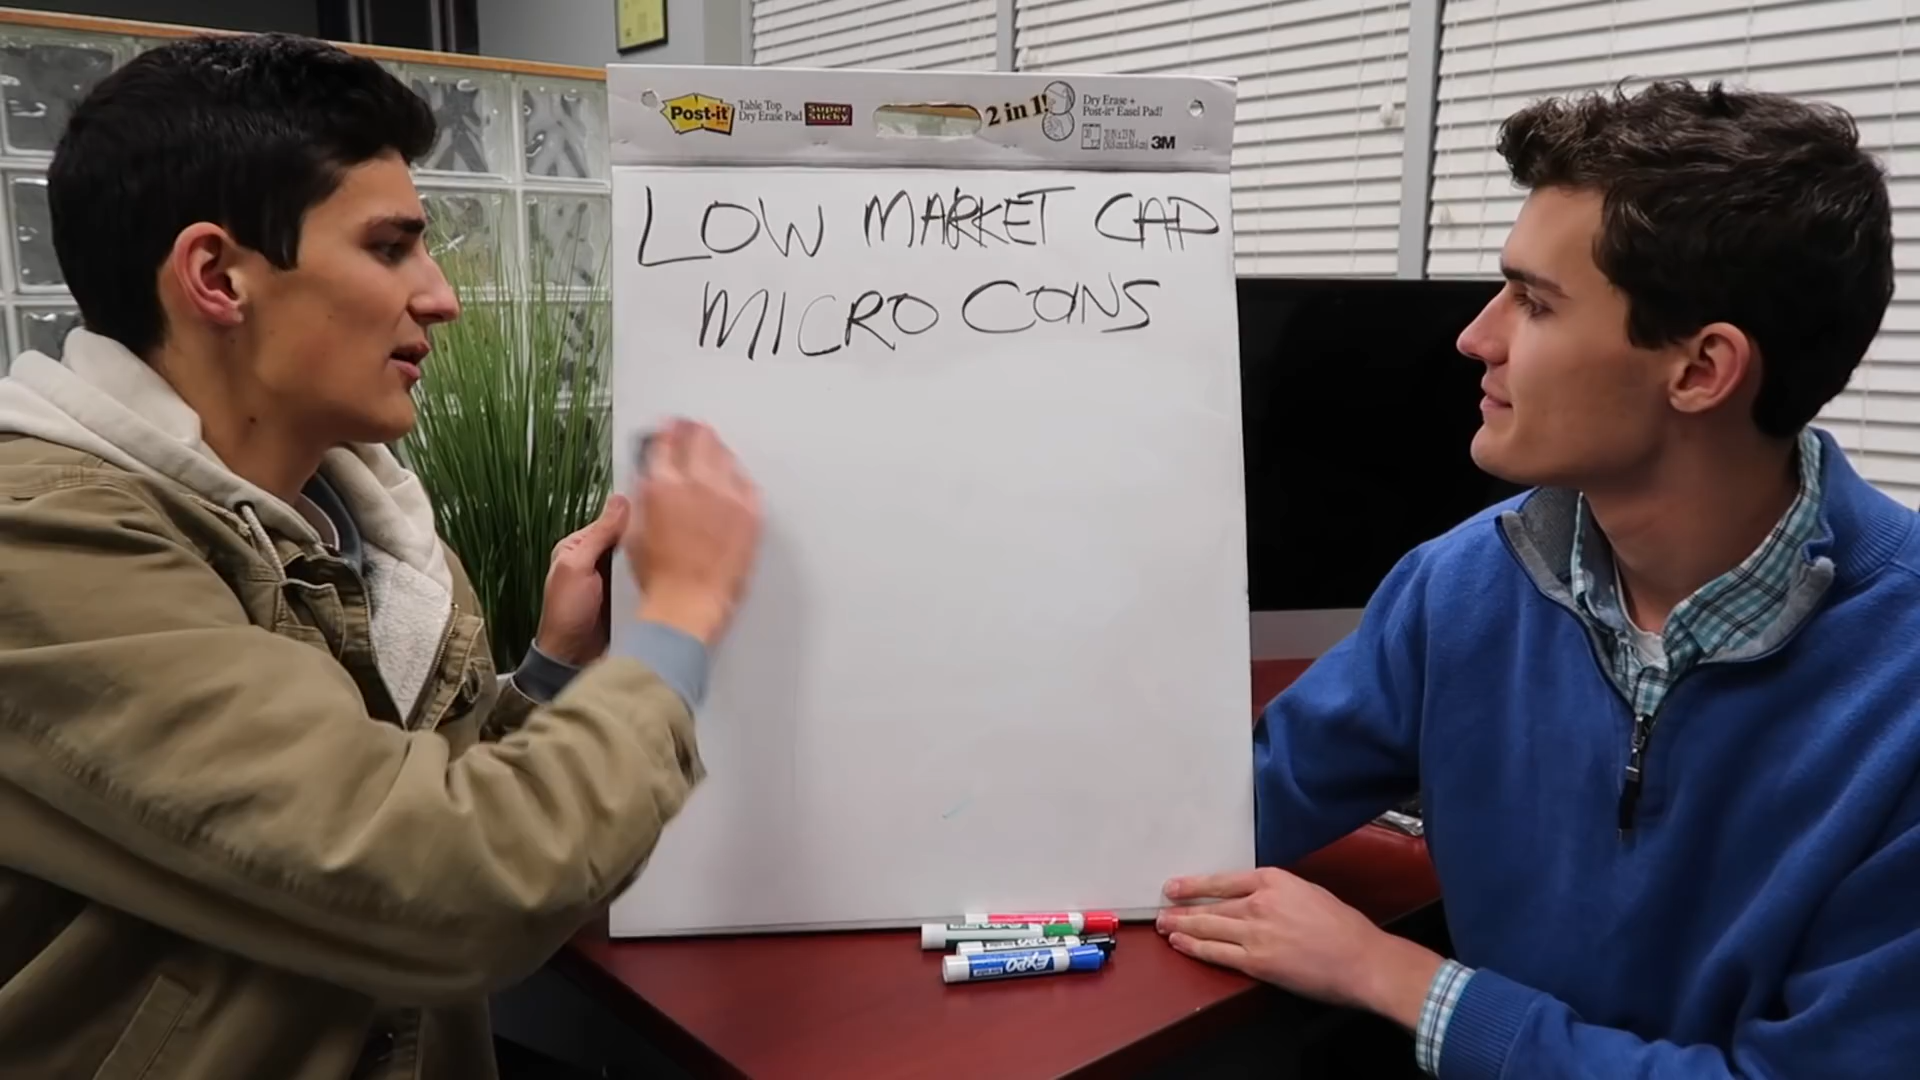 Post-it Table Top Dry Erase Pad Super Sticky 2 in 1! Dry Erase + Post-it Easel Pad! 3M
LOW MARKET CAP
MICRO COINS
EXPO
EXPO